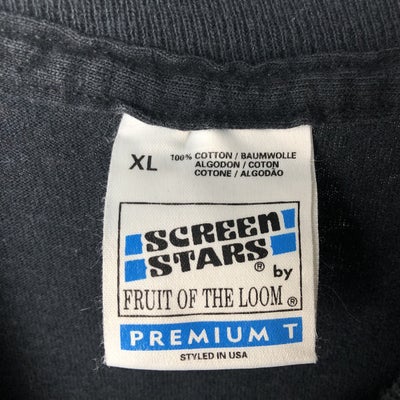 XL 100% COTTON / BAUMWOLLE
ALGODON / COTON
COTONE / ALGODÃO
SCREEN
STARS ®
by
FRUIT OF THE LOOM ®
PREMIUM T
STYLED IN USA